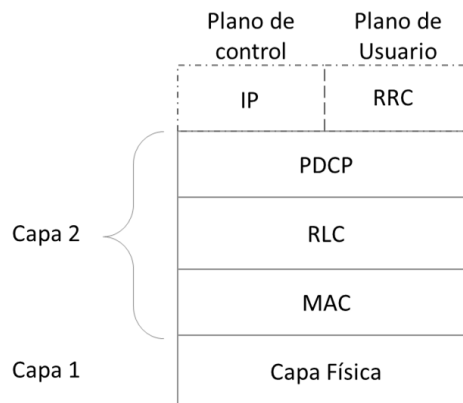 Plano de
control
Plano de
Usuario
IP
RRC
PDCP
Capa 2
RLC
MAC
Capa 1
Capa Física